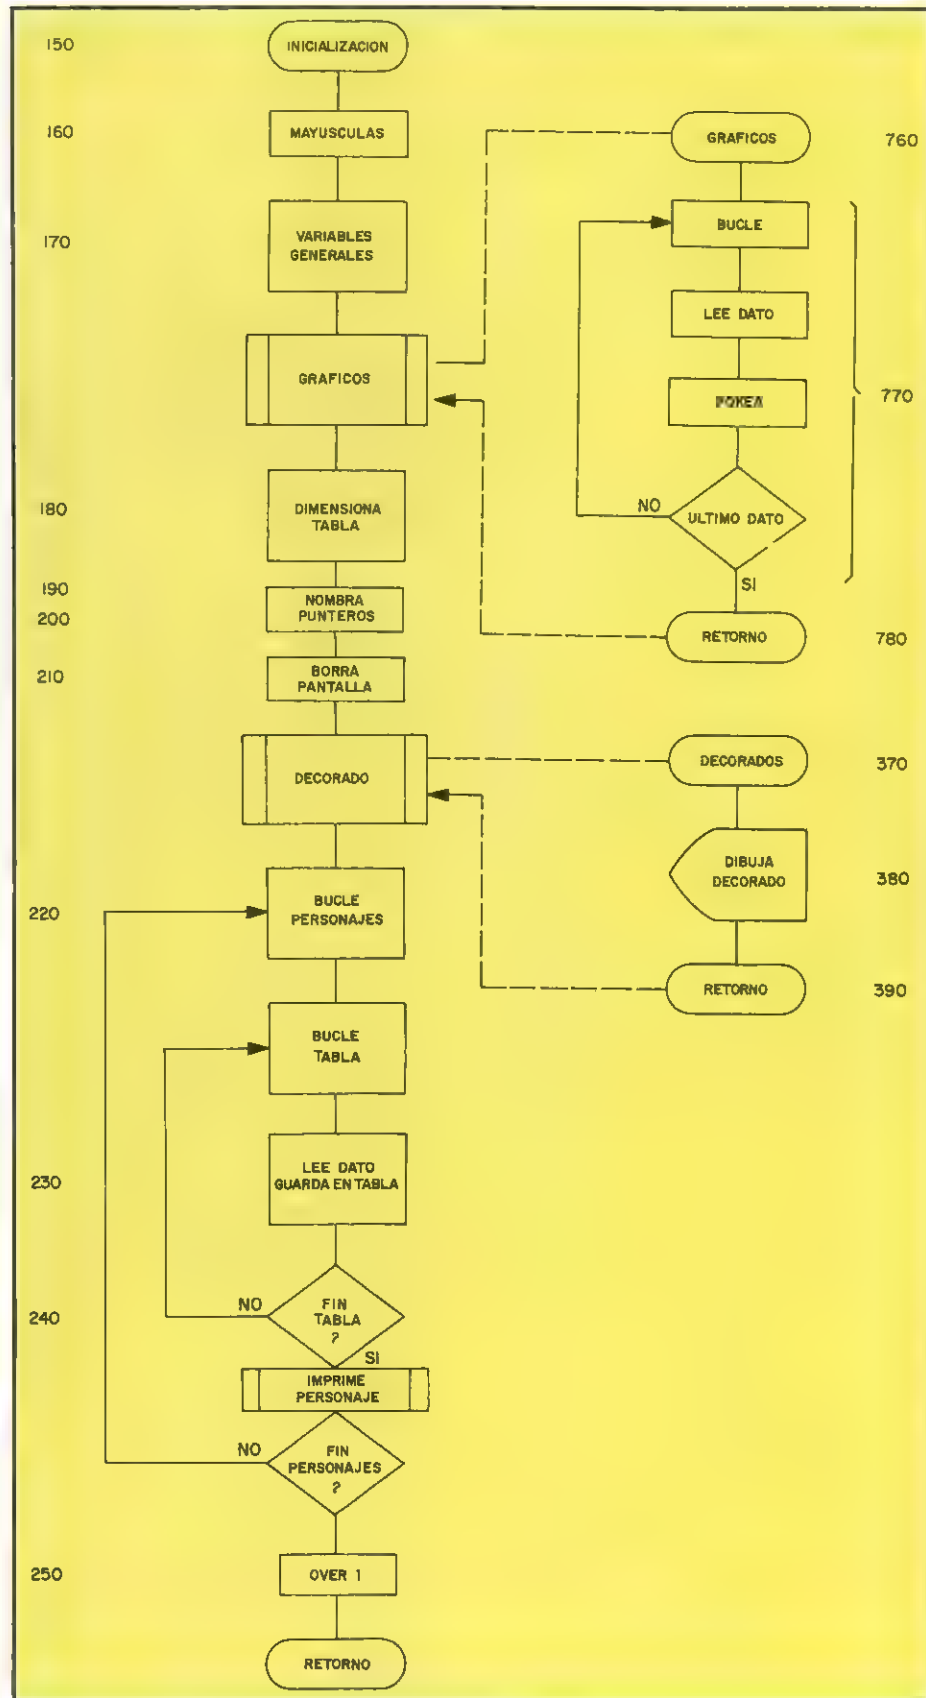 150
INICIALIZACION
160
MAYUSCULAS
170
VARIABLES
GENERALES
GRAFICOS
180
DIMENSIONA
TABLA
190
200
NOMBRA
PUNTEROS
210
BORRA
PANTALLA
DECORADO
220
BUCLE
PERSONAJES
BUCLE
TABLA
230
LEE DATO
GUARDA EN TABLA
240
NO
FIN
TABLA
?
SI
IMPRIME
PERSONAJE
NO
FIN
PERSONAJES
?
250
OVER 1
RETORNO
GRAFICOS
760
BUCLE
LEE DATO
POKEA
770
NO
ULTIMO DATO
SI
RETORNO
780
DECORADOS
370
DIBUJA
DECORADO
380
RETORNO
390